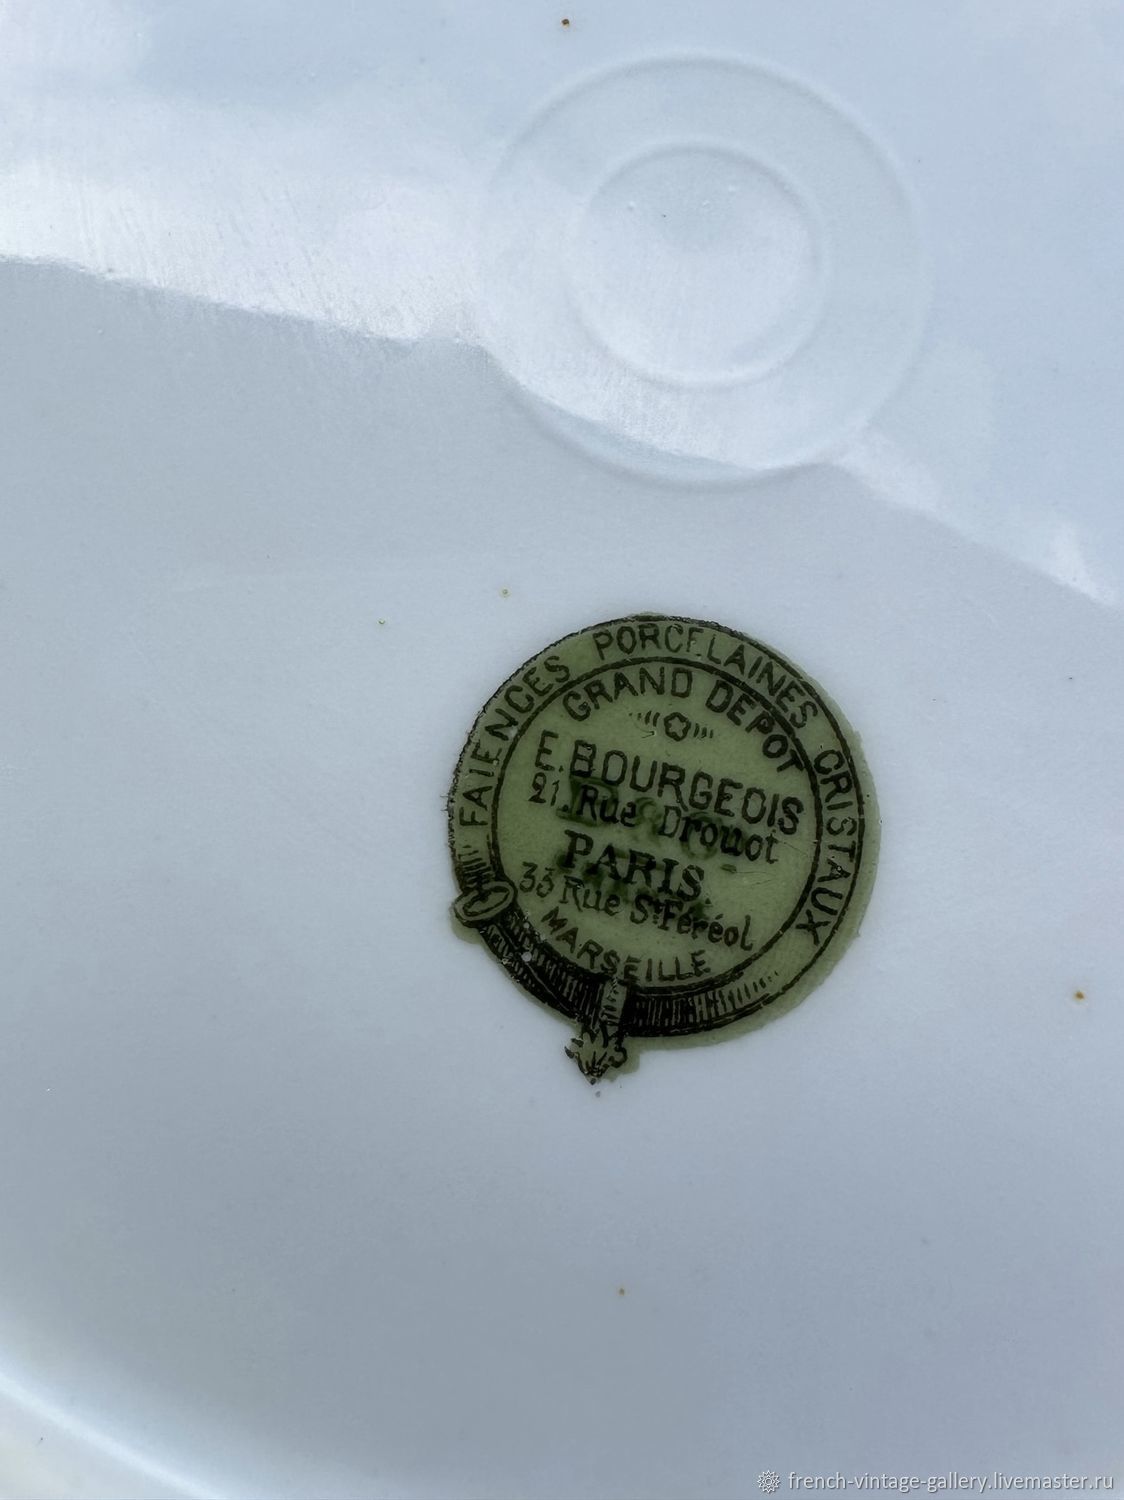 FAIENCES PORCELAINES CRISTAUX
GRAND DEPOT
E. BOURGEOIS
21, Rue Drouot
PARIS.
33 Rue St Féréol
MARSEILLE
french-vintage-gallery.livemaster.ru